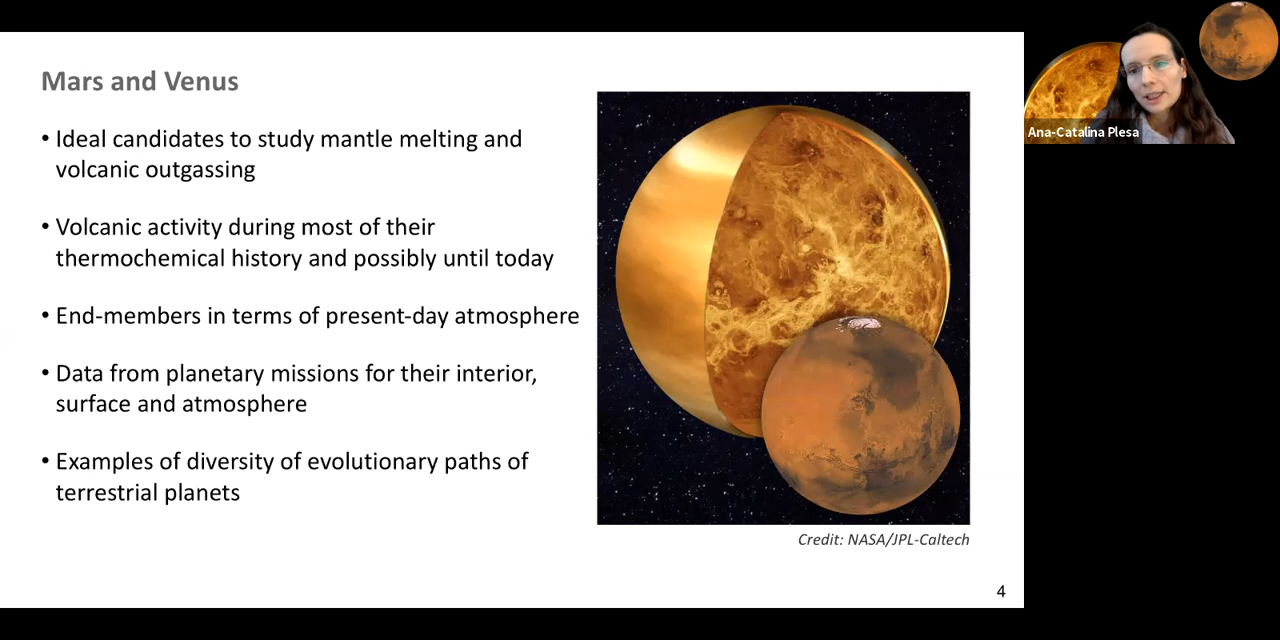 Mars and Venus
• Ideal candidates to study mantle melting and
volcanic outgassing
• Volcanic activity during most of their
thermochemical history and possibly until today
• End-members in terms of present-day atmosphere
• Data from planetary missions for their interior,
surface and atmosphere
• Examples of diversity of evolutionary paths of
terrestrial planets
Credit: NASA/JPL-Caltech
4
Ana-Catalina Plesa